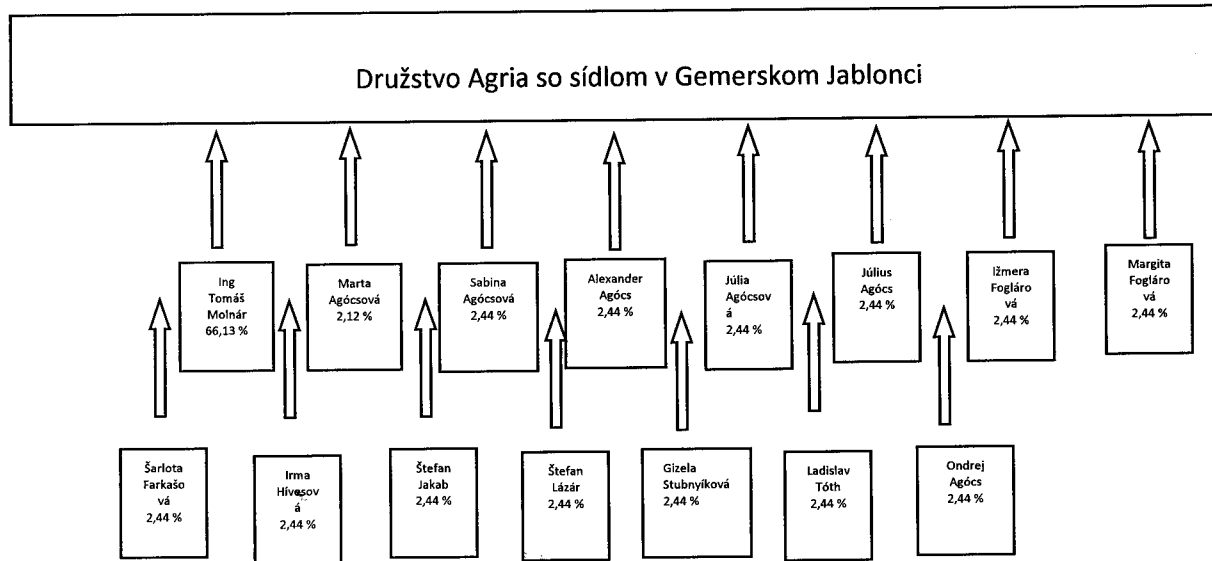 Družstvo Agria so sídlom v Gemerskom Jablonci
Ing
Tomáš
Molnár
66,13 %
Marta
Agócsová
2,12 %
Sabina
Agócsová
2,44 %
Alexander
Agócs
2,44 %
Júlia
Agócsov
á
2,44 %
Július
Agócs
2,44 %
Ižmera
Fogláro
vá
2,44 %
Margita
Fogláro
vá
2,44 %
Šarlota
Farkašo
vá
2,44 %
Irma
Hívesov
á
2,44 %
Štefan
Jakab
2,44 %
Štefan
Lázár
2,44 %
Gizela
Stubnyíková
2,44 %
Ladislav
Tóth
2,44 %
Ondrej
Agócs
2,44 %